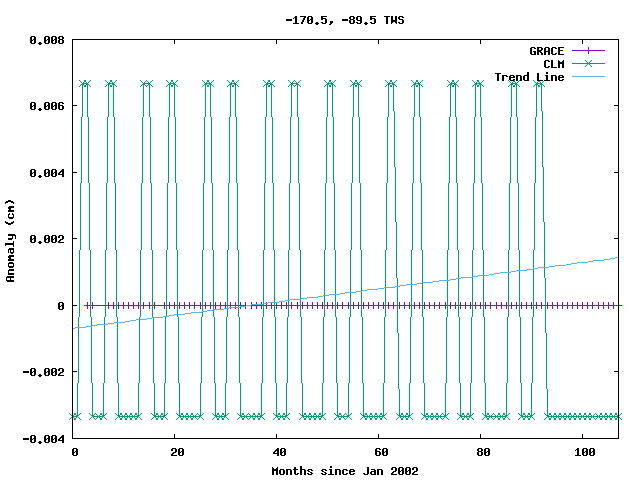 -170.5, -89.5 TWS
GRACE
CLM
Trend Line
0.008
0.006
0.004
0.002
0
-0.002
-0.004
Anomaly (cm)
0 20 40 60 80 100
Months since Jan 2002